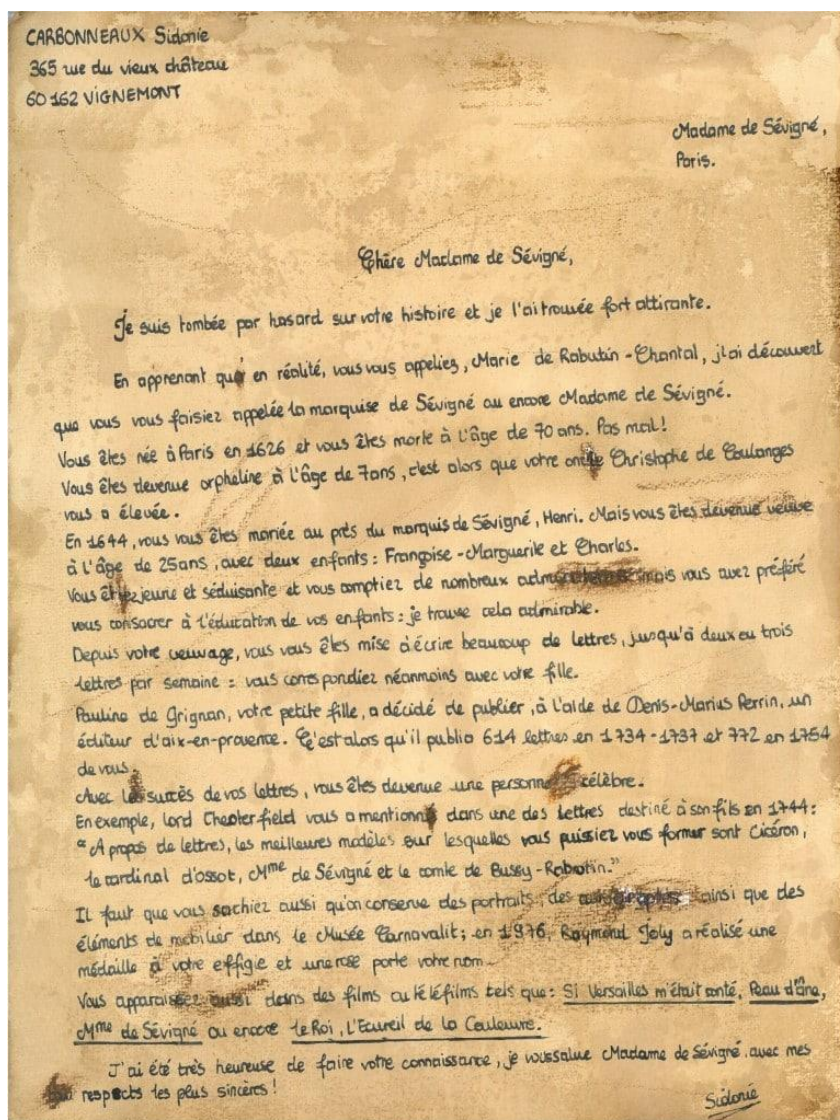 CARBONNEAUX Sidonie
365 rue du vieux château
60 162 VIGNEMONT
Madame de Sévigné,
Paris.
Chère Madame de Sévigné,
Je suis tombée par hasard sur votre histoire et je l'ai trouvée fort attirante.
En apprenant qu' en réalité, vous vous appeliez, Marie de Rabutin-Chantal, j'ai découvert
que vous vous faisiez appelée la marquise de Sévigné ou encore Madame de Sévigné.
Vous êtes née à Paris en 1626 et vous êtes morte à l'âge de 70 ans. Pas mal!
Vous êtes devenue orpheline à l'âge de 7ans, c'est alors que votre oncle Christophe de Coulanges
vous a élevée.
En 1644, vous vous êtes mariée au près du marquis de Sévigné, Henri. Mais vous êtes devenue veuve
à l'âge de 25ans, avec deux enfants : Françoise-Marguerite et Charles.
Vous étiez jeune et séduisante et vous comptiez de nombreux mais vous avez préféré
vous consacrer à l'éducation de vos enfants : je trouve cela admirable.
Depuis votre veuvage, vous vous êtes mise à écrire beaucoup de lettres, jusqu'à deux ou trois
lettres par semaine : vous correspondiez néanmoins avec votre fille.
Pauline de Grignan, votre petite fille, a décidé de publier, à l'aide de Denis-Marius Perrin, un
éditeur d'aix-en-provence. C'est alors qu'il publia 614 lettres en 1734-1737 et 772 en 1754
de vous.
Avec les succès de vos lettres, vous êtes devenue une personne célèbre.
En exemple, lord Chesterfield vous a mentionné dans une des lettres destiné à son fils en 1744:
"A propos de lettres, les meilleures modèles sur lesquelles vous puissiez vous former sont Cicéron,
le cardinal d'ossot, Mme de Sévigné et le comte de Bussy-Rabutin."
Il faut que vous sachiez aussi qu'on conserve des portraits, des ainsi que des
éléments de mobilier dans le Musée Carnavalit; en 1976, Raymond Joly a réalisé une
médaille à votre effigie et une rose porte votre nom.
Vous apparaissez aussi dans des films ou téléfilms tels que: Si Versailles m'était conté, Peau d'âne,
Mme de Sévigné ou encore le Roi, L'Ecureil de la Couleuvre.
J'ai été très heureuse de faire votre connaissance, je vous salue Madame de Sévigné, avec mes
respects les plus sincères!
Sidonie